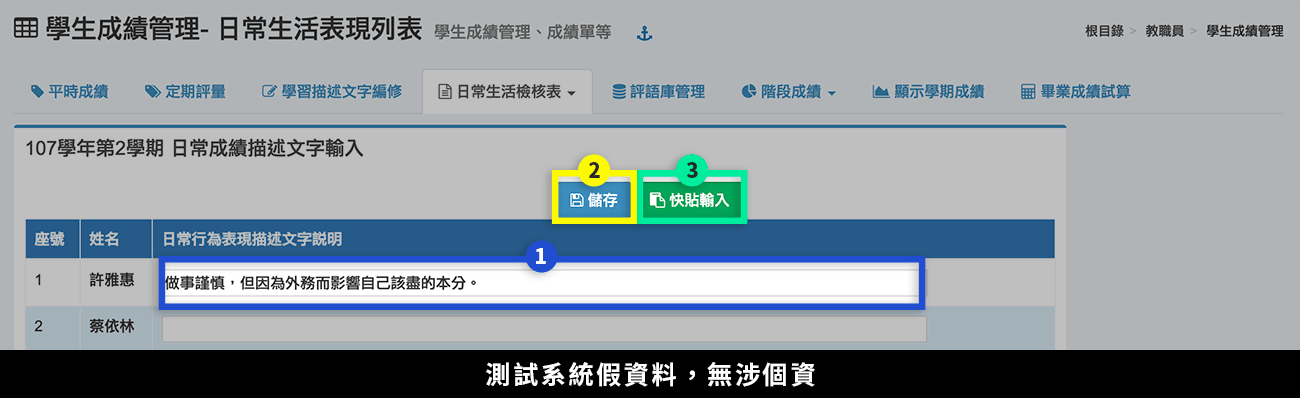 學生成績管理- 日常生活表現列表 學生成績管理、成績單等
根目錄 > 教職員 > 學生成績管理
平時成績 定期評量 學習描述文字編修 日常生活檢核表 評語庫管理 階段成績 顯示學期成績 畢業成績試算
107學年第2學期 日常成績描述文字輸入
2 3
儲存 快貼輸入
座號 姓名 日常行為表現描述文字説明
1
1 許雅惠 做事謹慎，但因為外務而影響自己該盡的本分。
2 蔡依林
測試系統假資料，無涉個資